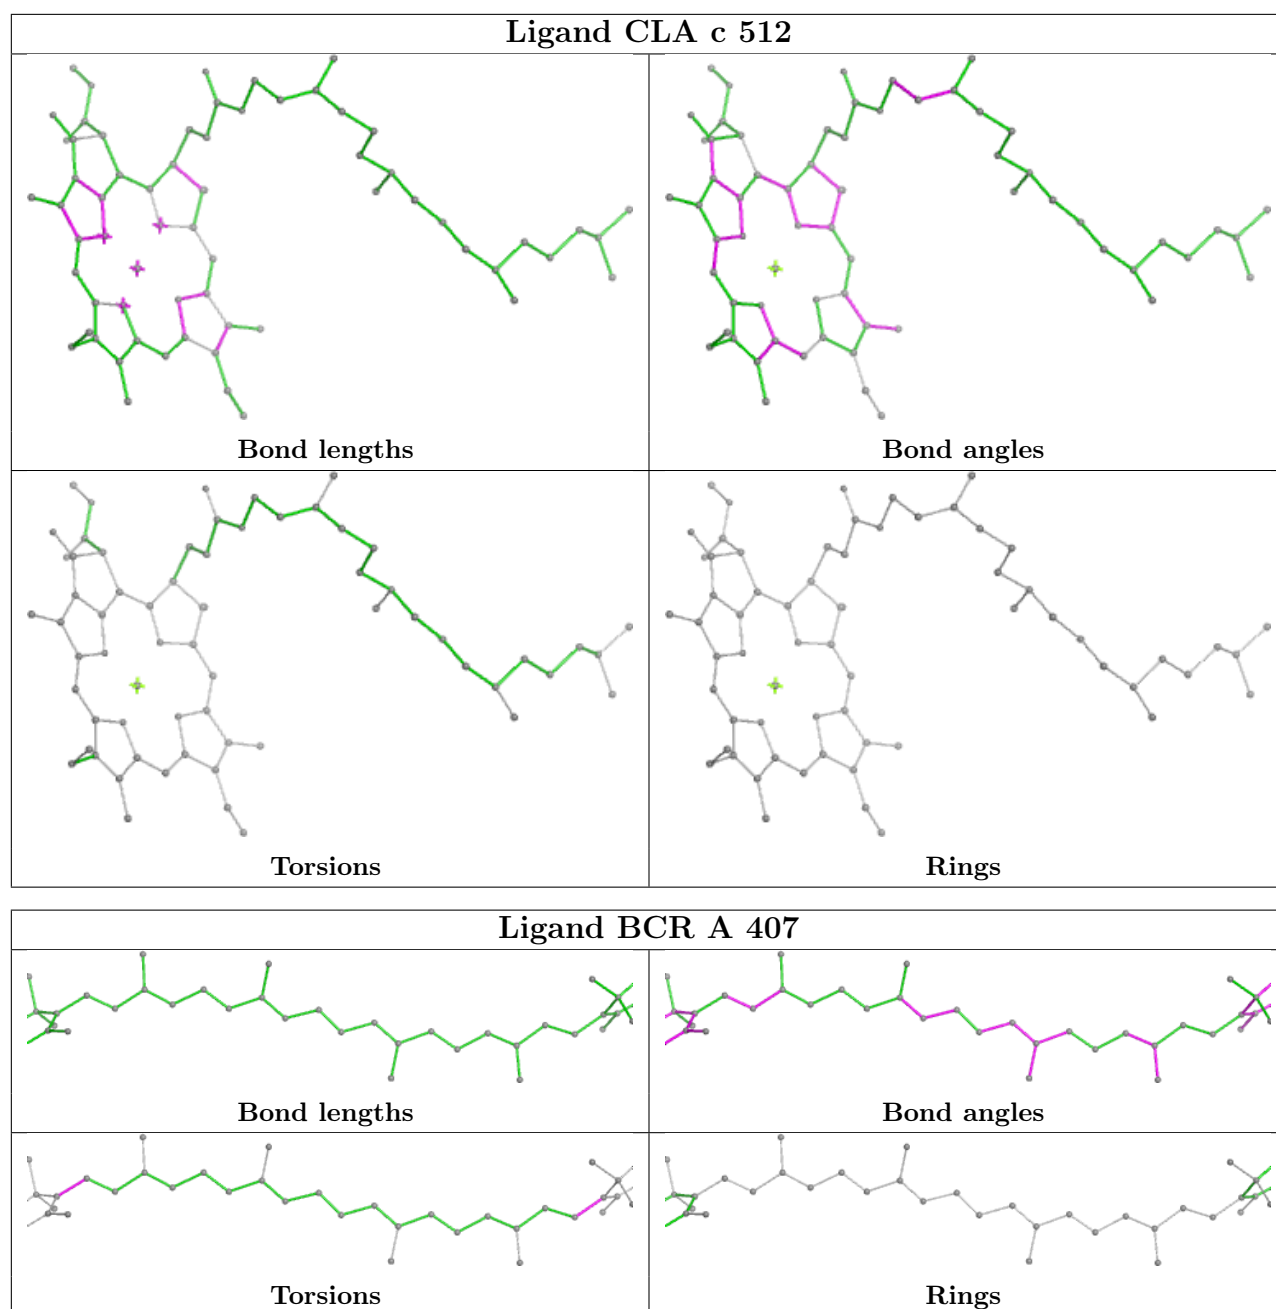 Ligand CLA c 512
Bond lengths
Bond angles
Torsions
Rings
Ligand BCR A 407
Bond lengths
Bond angles
Torsions
Rings